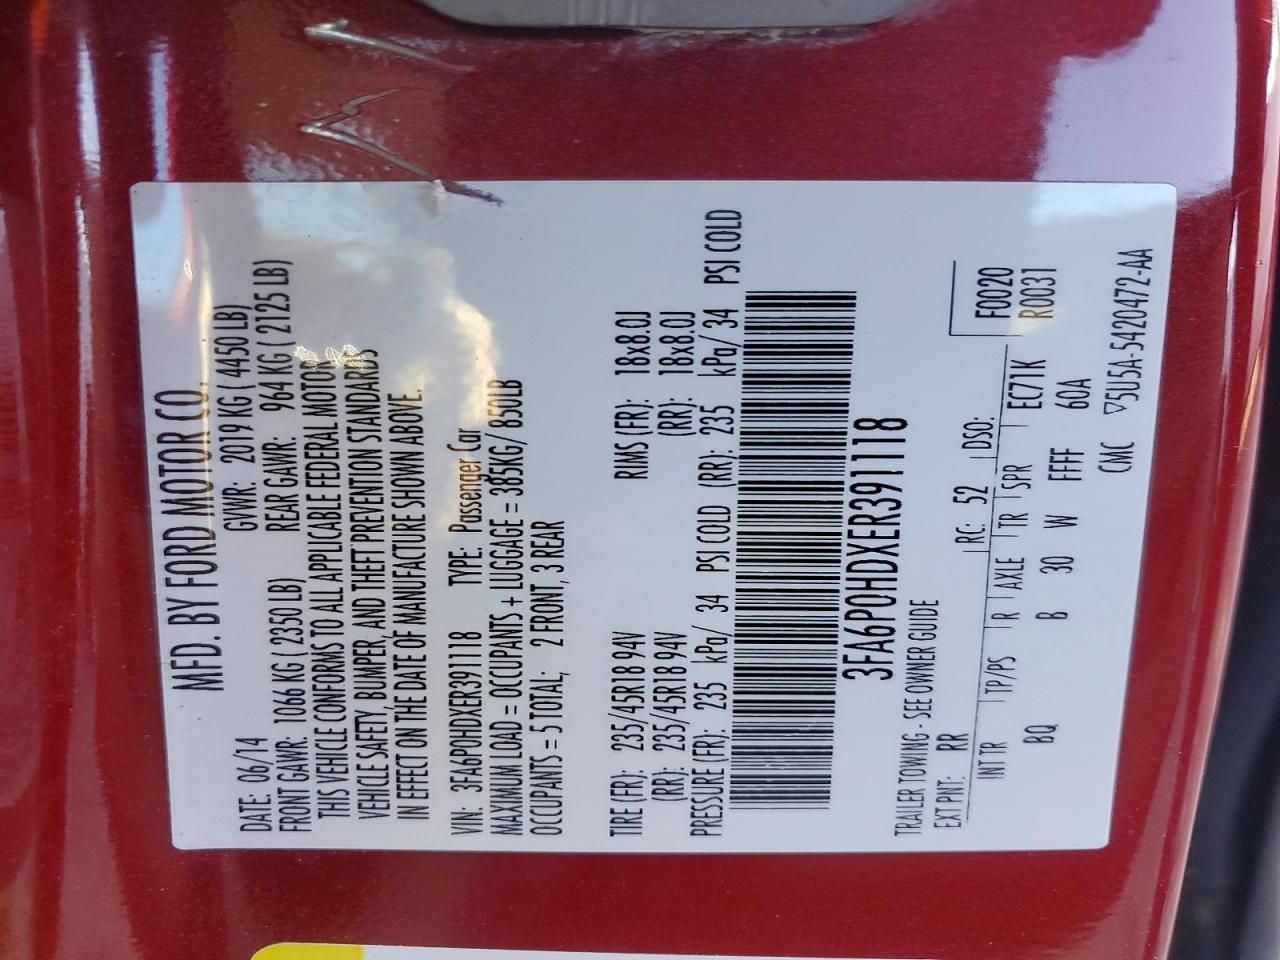 MFD. BY FORD MOTOR CO.
DATE: 06/14 GVWR: 2019 KG ( 4450 LB)
FRONT GAWR: 1066 KG ( 2350 LB) REAR GAWR: 964 KG ( 2125 LB)
THIS VEHICLE CONFORMS TO ALL APPLICABLE FEDERAL MOTOR
VEHICLE SAFETY, BUMPER, AND THEFT PREVENTION STANDARDS
IN EFFECT ON THE DATE OF MANUFACTURE SHOWN ABOVE.
VIN: 3FA6P0HDXER391118 TYPE: Passenger Car
MAXIMUM LOAD = OCCUPANTS + LUGGAGE = 385KG/ 850LB
OCCUPANTS = 5 TOTAL; 2 FRONT, 3 REAR
TIRE (FR): 235/45R18 94V RIMS (FR): 18x8.0J
(RR): 235/45R18 94V (RR): 18x8.0J
PRESSURE (FR): 235 kPa/ 34 PSI COLD (RR): 235 kPa/ 34 PSI COLD
3FA6P0HDXER391118
TRAILER TOWING - SEE OWNER GUIDE
EXT PNT: RR RC: 52 DSO: F0020
INT TR TP/PS R AXLE TR SPR EC71K R0031
BQ B 30 W FFFF 60A
CMC ▽5U5A-5420472-AA